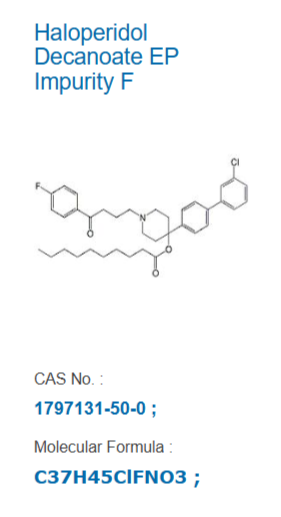 Haloperidol
Decanoate EP
Impurity F
Cl
F
N
O
O
O
CAS No. :
1797131-50-0 ;
Molecular Formula :
C37H45ClFNO3 ;